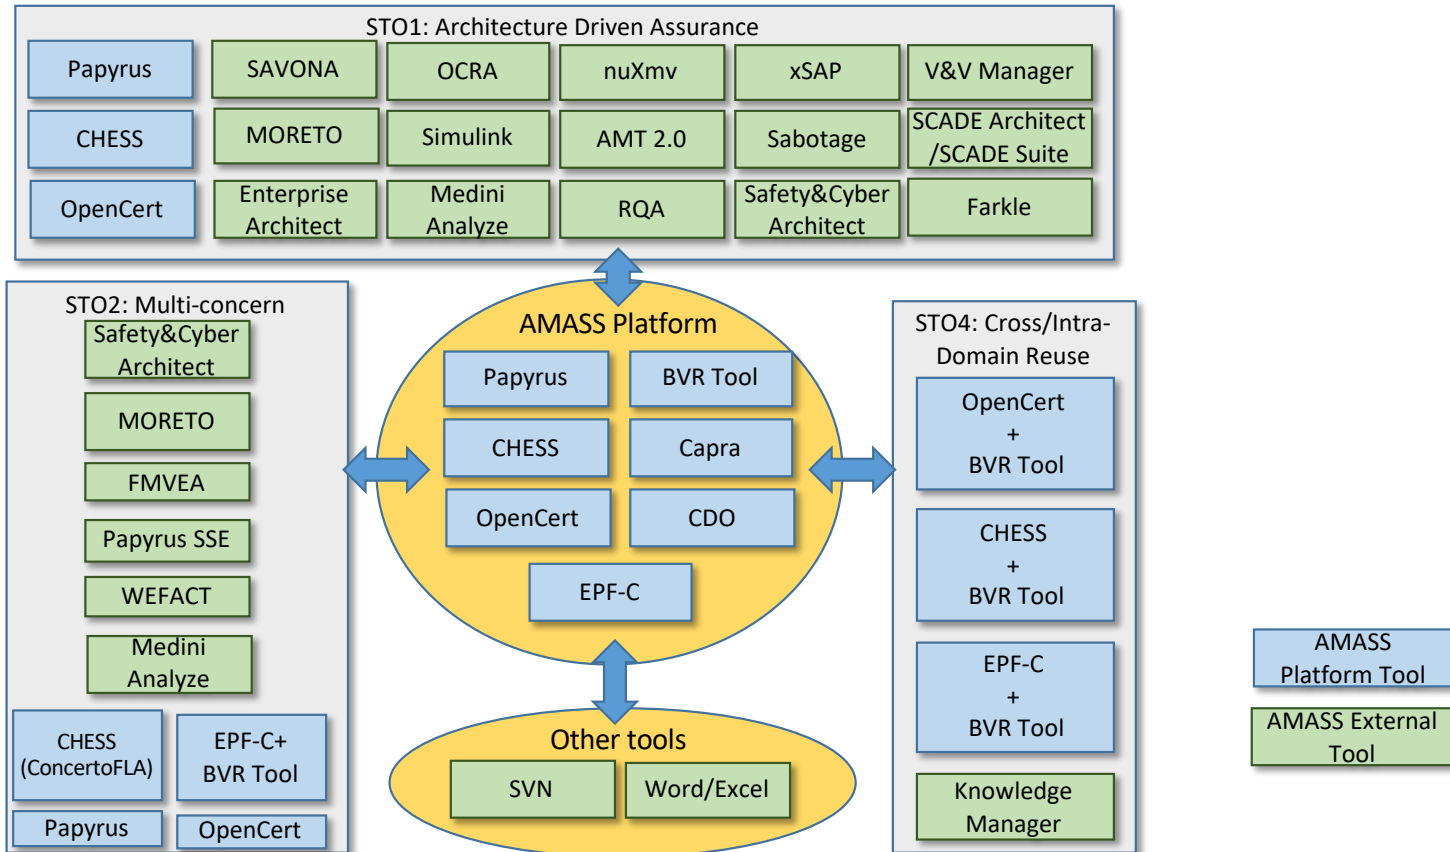 STO1: Architecture Driven Assurance
Papyrus
SAVONA
OCRA
nuXmv
xSAP
V&V Manager
CHESS
MORETO
Simulink
AMT 2.0
Sabotage
SCADE Architect
/SCADE Suite
OpenCert
Enterprise
Architect
Medini
Analyze
RQA
Safety&Cyber
Architect
Farkle
STO2: Multi-concern
Safety&Cyber
Architect
MORETO
FMVEA
Papyrus SSE
WEFACT
Medini
Analyze
CHESS
(ConcertoFLA)
EPF-C+
BVR Tool
Papyrus
OpenCert
AMASS Platform
Papyrus
BVR Tool
CHESS
Capra
OpenCert
CDO
EPF-C
Other tools
SVN
Word/Excel
STO4: Cross/Intra-
Domain Reuse
OpenCert
+
BVR Tool
CHESS
+
BVR Tool
EPF-C
+
BVR Tool
Knowledge
Manager
AMASS
Platform Tool
AMASS External
Tool